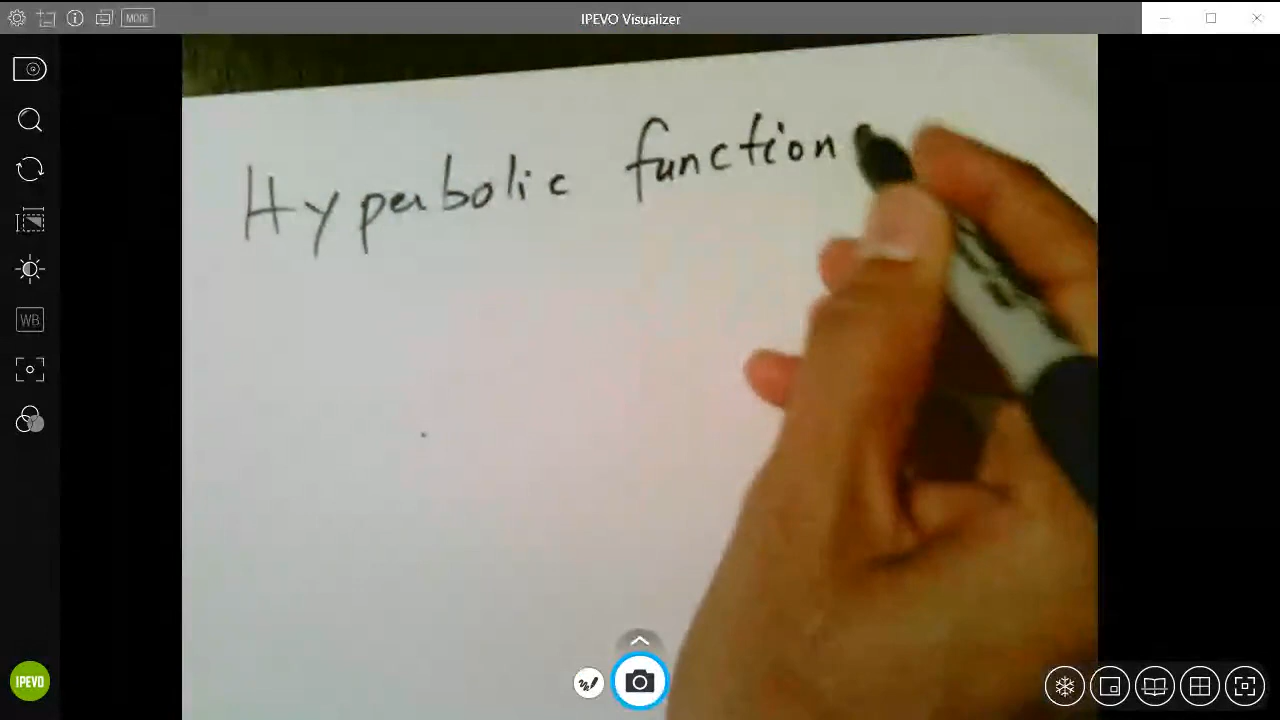 MODE
IPEVO Visualizer
Hyperbolic function
WB
IPEVO